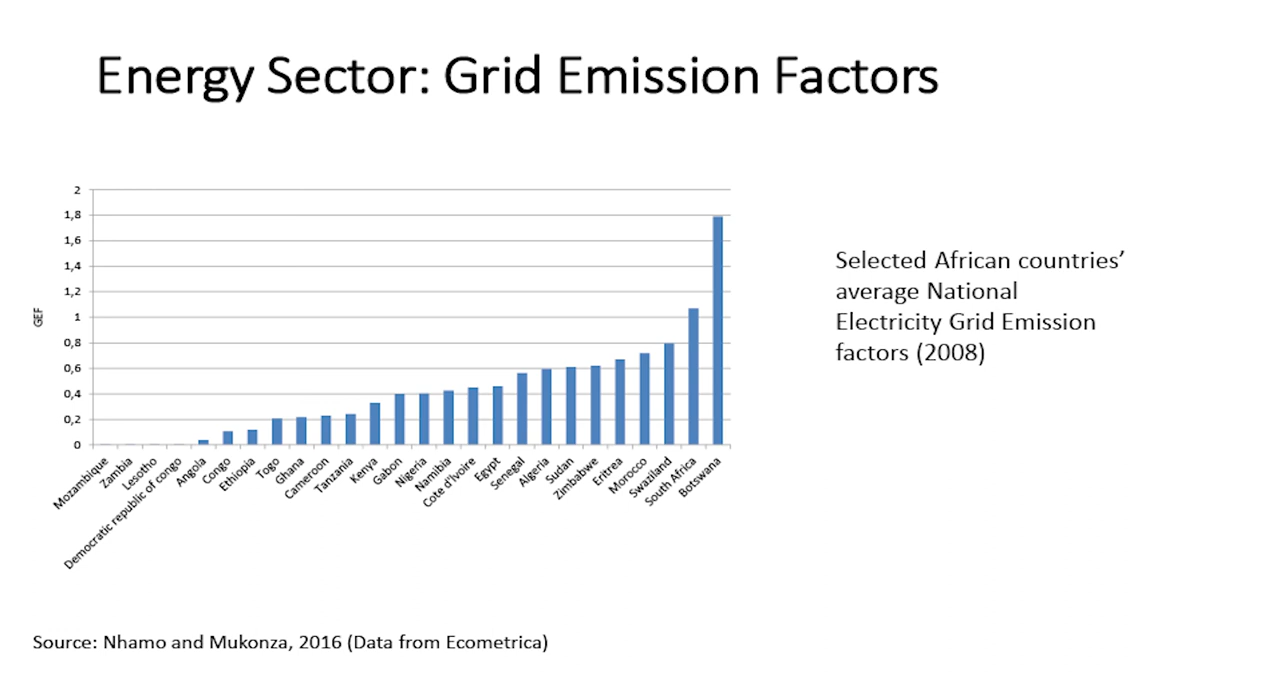 Energy Sector: Grid Emission Factors
2
1,8
1,6
1,4
1,2
1
0,8
0,6
0,4
0,2
0
GEF
Mozambique
Zambia
Lesotho
Democratic republic of congo
Angola
Congo
Ethiopia
Togo
Ghana
Cameroon
Tanzania
Kenya
Gabon
Nigeria
Namibia
Cote d'Ivoire
Egypt
Senegal
Algeria
Sudan
Zimbabwe
Eritrea
Morocco
Swaziland
South Africa
Botswana
Selected African countries’
average National
Electricity Grid Emission
factors (2008)
Source: Nhamo and Mukonza, 2016 (Data from Ecometrica)